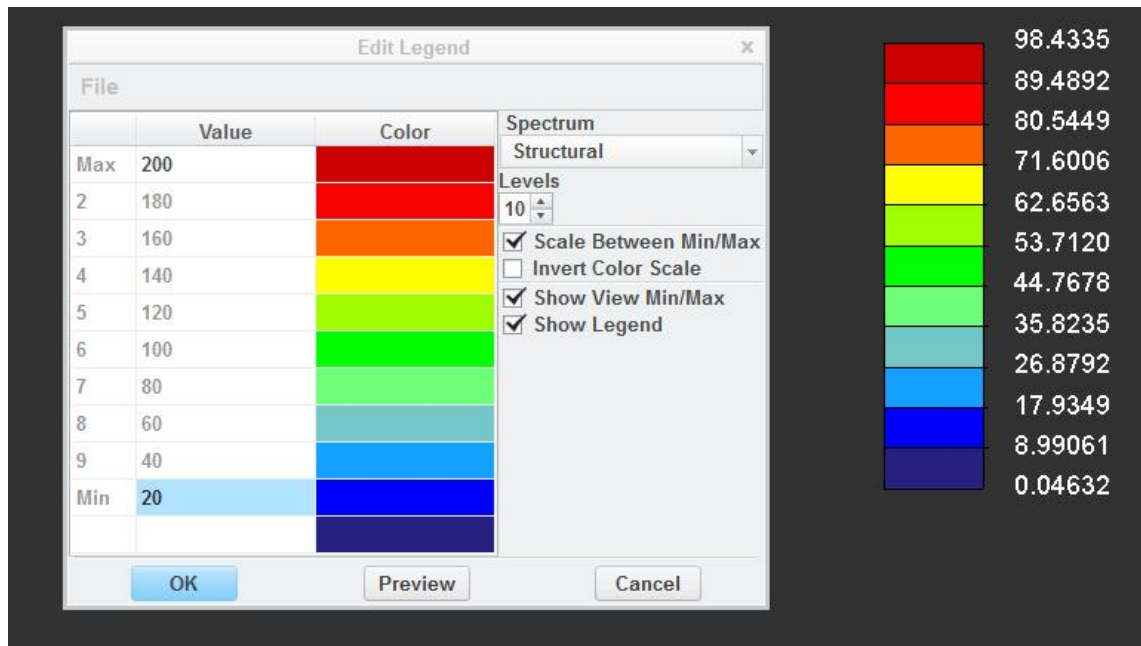 Edit Legend x
File
Value Color
Max 200
2 180
3 160
4 140
5 120
6 100
7 80
8 60
9 40
Min 20
Spectrum
Structural
Levels
10
Scale Between Min/Max
Invert Color Scale
Show View Min/Max
Show Legend
OK Preview Cancel
98.4335
89.4892
80.5449
71.6006
62.6563
53.7120
44.7678
35.8235
26.8792
17.9349
8.99061
0.04632